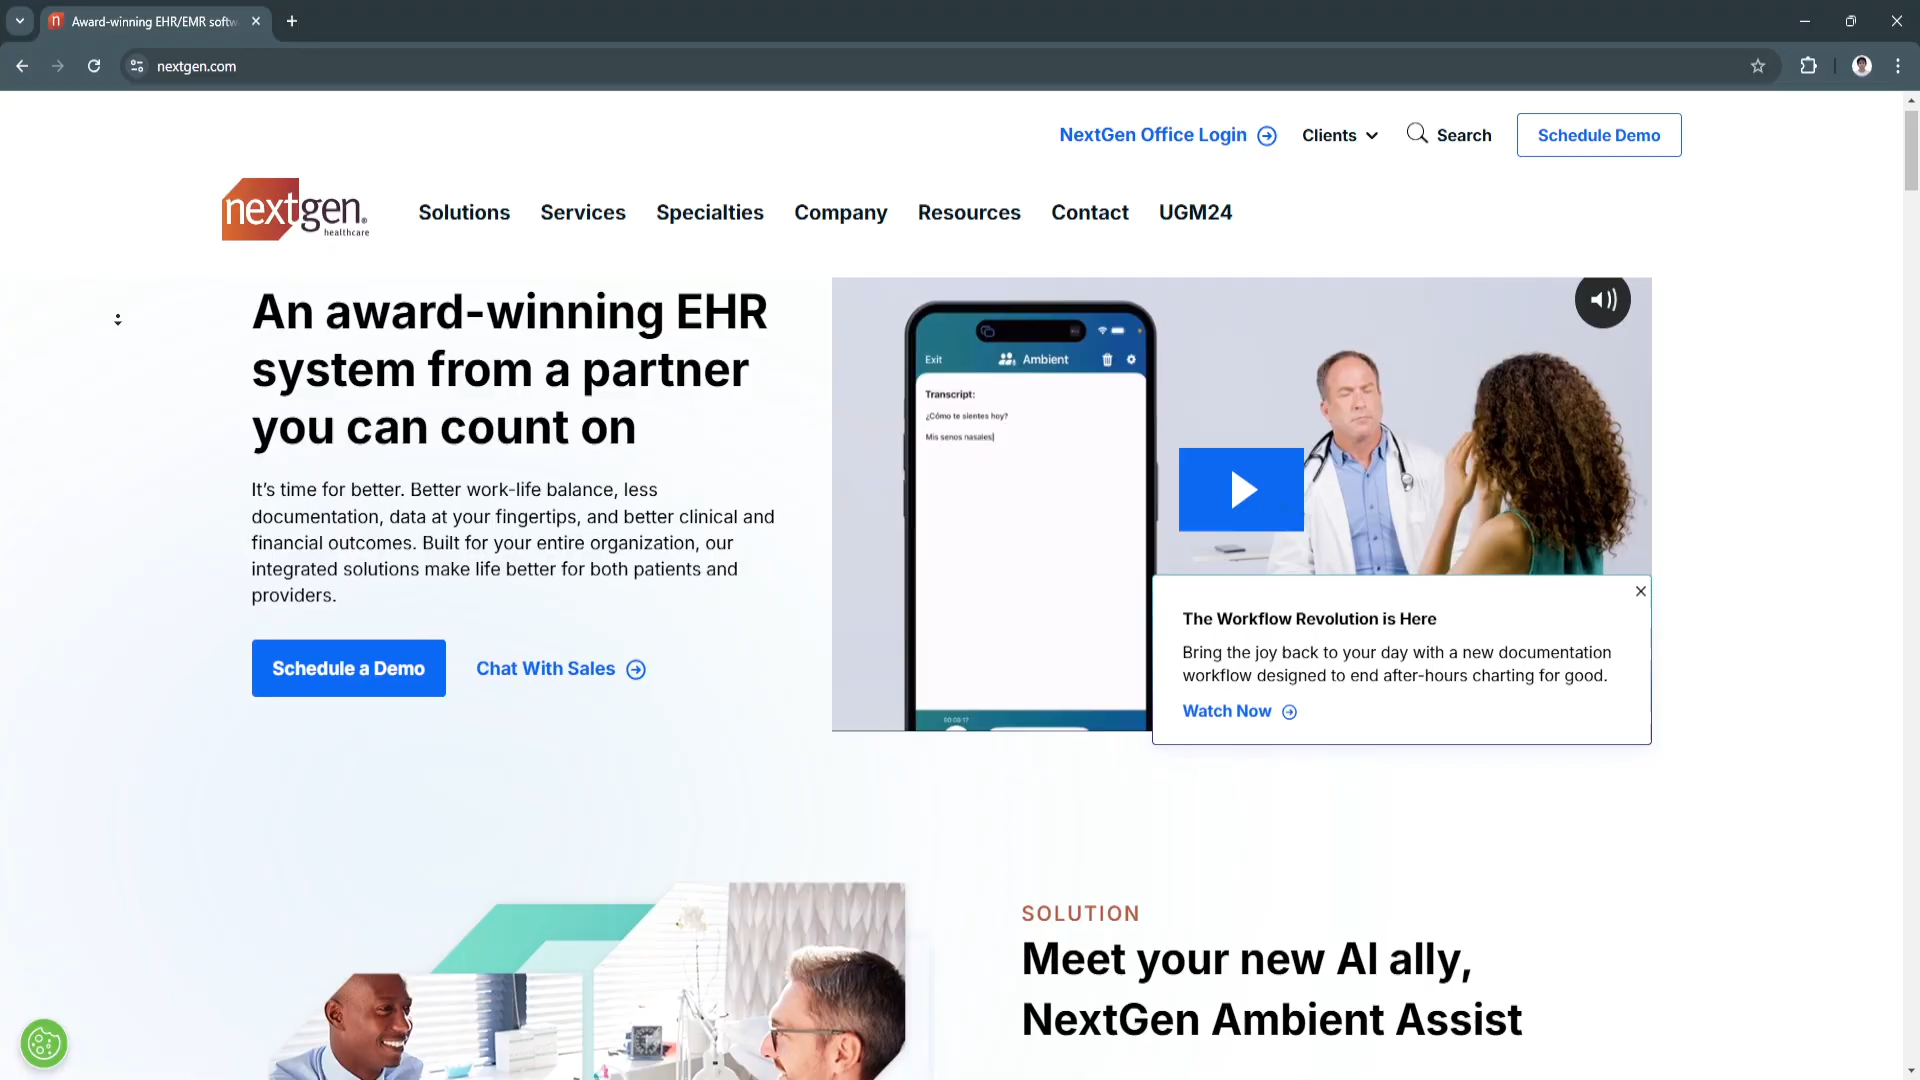 Award-winning EHR/EMR softw
nextgen.com
NextGen Office Login
Clients
Search
Schedule Demo
nextgen®
healthcare
Solutions
Services
Specialties
Company
Resources
Contact
UGM24
An award-winning EHR
system from a partner
you can count on
It's time for better. Better work-life balance, less
documentation, data at your fingertips, and better clinical and
financial outcomes. Built for your entire organization, our
integrated solutions make life better for both patients and
providers.
Schedule a Demo
Chat With Sales
Exit
Ambient
Transcript:
¿Cómo te sientes hoy?
Mis senos nasales
00:00:17
The Workflow Revolution is Here
Bring the joy back to your day with a new documentation
workflow designed to end after-hours charting for good.
Watch Now
SOLUTION
Meet your new AI ally,
NextGen Ambient Assist